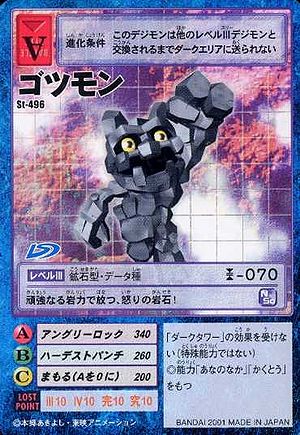 進化条件
このデジモンは他のレベルⅢデジモンと
交換されるまでダークエリアに送られない
ゴツモン
St-496
レベルⅢ 鉱石型・データ種
-070
頑強なる岩力で放つ、怒りの岩石!
A アングリーロック 340
B ハーデストパンチ 260
C まもる(Aを0に) 200
「ダークタワー」の効果を受けな
い(特殊能力ではない)
◎能力「あなのなか」「かくとう」
をもつ
LOST POINT Ⅲ10 Ⅳ10 完10 究10
©本郷あきよし・東映アニメーション
BANDAI 2001 MADE IN JAPAN